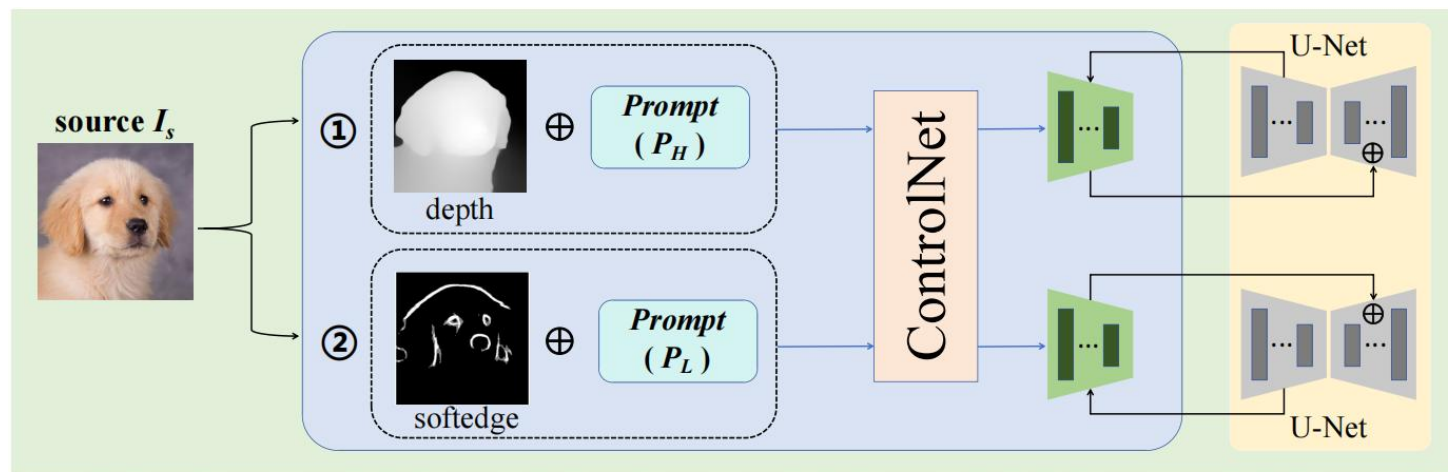 source I_s
①
depth
⊕
Prompt
( P_H )
②
softedge
⊕
Prompt
( P_L )
ControlNet
...
...
U-Net
...
...
⊕
...
...
⊕
U-Net